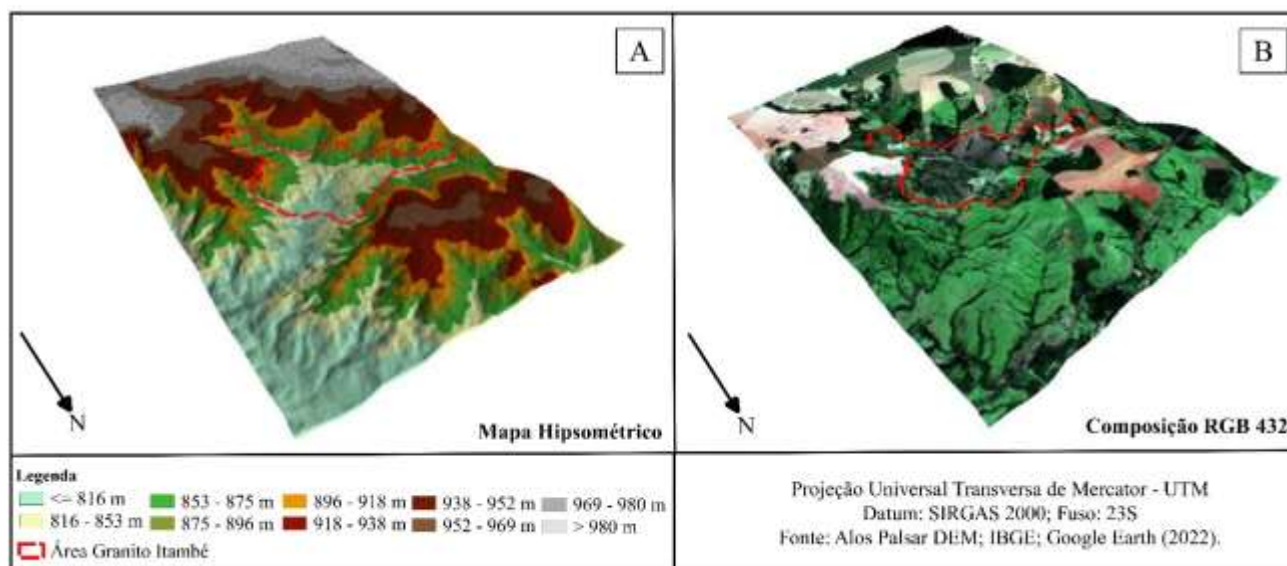 A
N
Mapa Hipsométrico
B
N
Composição RGB 432
Legenda
<= 816 m
853 - 875 m
896 - 918 m
938 - 952 m
969 - 980 m
816 - 853 m
875 - 896 m
918 - 938 m
952 - 969 m
> 980 m
Área Granito Itambé
Projeção Universal Transversa de Mercator - UTM
Datum: SIRGAS 2000; Fuso: 23S
Fonte: Alos Palsar DEM; IBGE; Google Earth (2022).